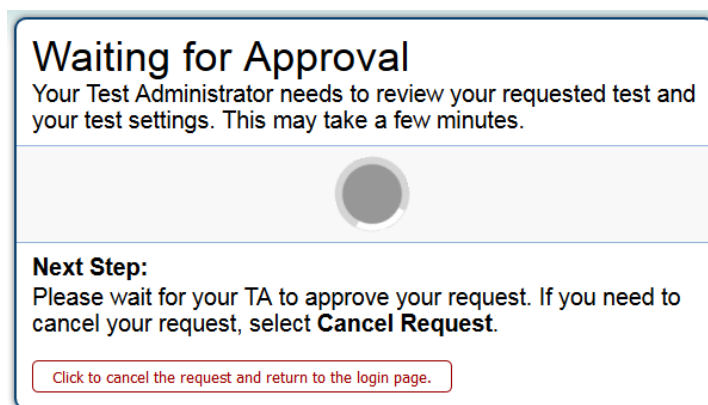 Waiting for Approval
Your Test Administrator needs to review your requested test and
your test settings. This may take a few minutes.
Next Step:
Please wait for your TA to approve your request. If you need to
cancel your request, select Cancel Request.
Click to cancel the request and return to the login page.